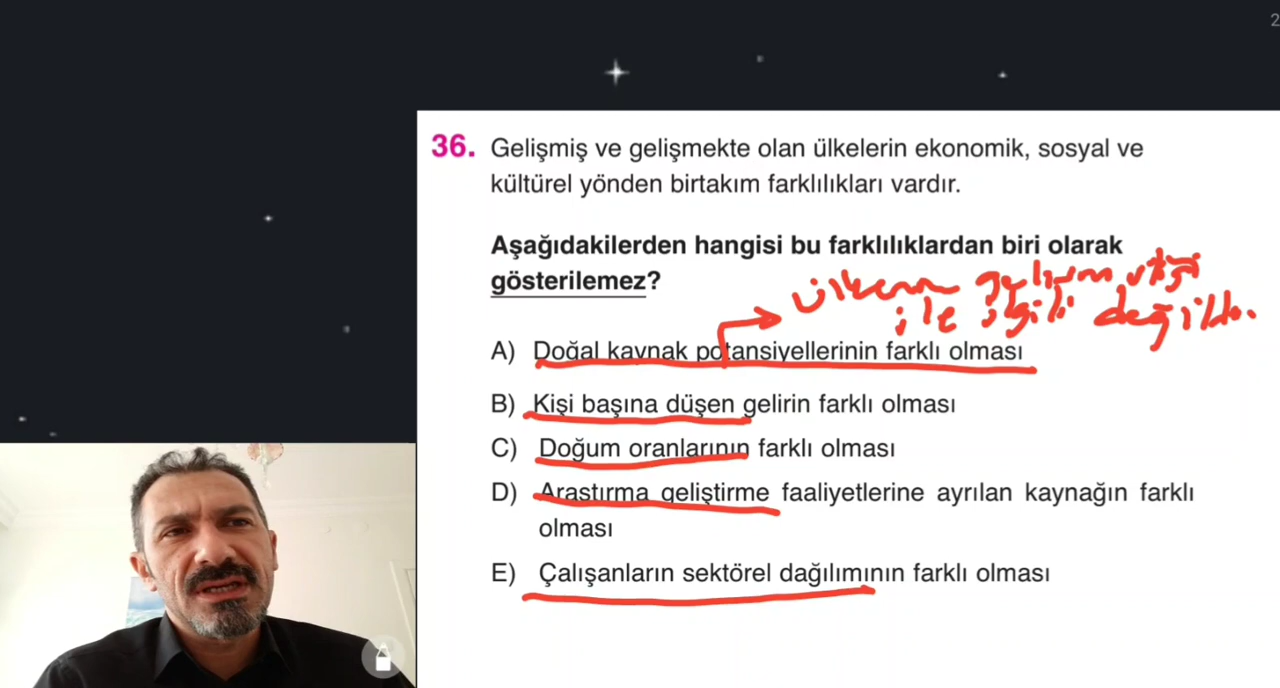 2
36. Gelişmiş ve gelişmekte olan ülkelerin ekonomik, sosyal ve
kültürel yönden birtakım farklılıkları vardır.
Aşağıdakilerden hangisi bu farklılıklardan biri olarak
gösterilemez?
ile ilgili değildir.
A) Doğal kaynak potansiyellerinin farklı olması
B) Kişi başına düşen gelirin farklı olması
C) Doğum oranlarının farklı olması
D) Araştırma geliştirme faaliyetlerine ayrılan kaynağın farklı
olması
E) Çalışanların sektörel dağılımının farklı olması